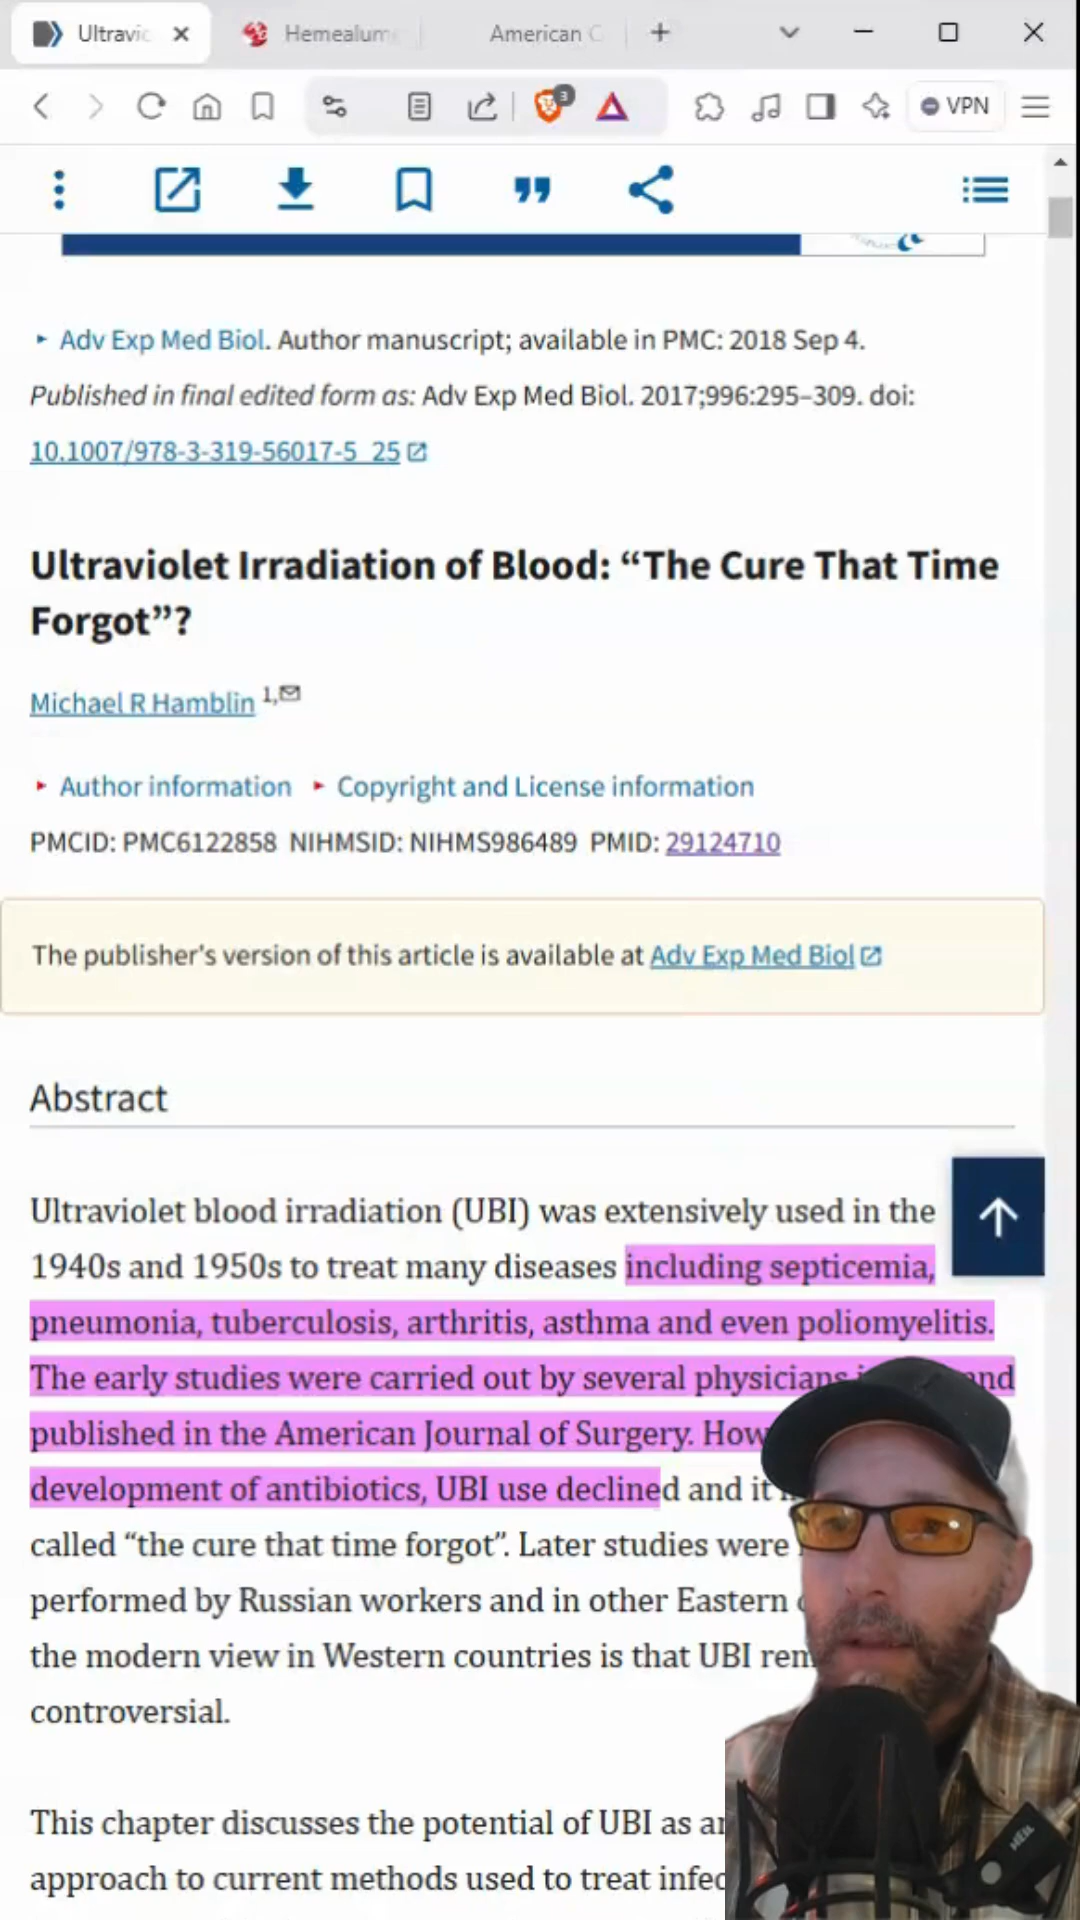 Ultravio
Hemealum
American C
3
VPN
Adv Exp Med Biol. Author manuscript; available in PMC: 2018 Sep 4.
Published in final edited form as: Adv Exp Med Biol. 2017;996:295–309. doi:
10.1007/978-3-319-56017-5_25
Ultraviolet Irradiation of Blood: “The Cure That Time
Forgot”?
Michael R Hamblin 1,
Author information Copyright and License information
PMCID: PMC6122858 NIHMSID: NIHMS986489 PMID: 29124710
The publisher's version of this article is available at Adv Exp Med Biol
Abstract
Ultraviolet blood irradiation (UBI) was extensively used in the
1940s and 1950s to treat many diseases including septicemia,
pneumonia, tuberculosis, arthritis, asthma and even poliomyelitis.
The early studies were carried out by several physicians and
published in the American Journal of Surgery. How
development of antibiotics, UBI use declined and it
called “the cure that time forgot”. Later studies were
performed by Russian workers and in other Eastern
the modern view in Western countries is that UBI rem
controversial.
This chapter discusses the potential of UBI as an
approach to current methods used to treat infec
HEIL